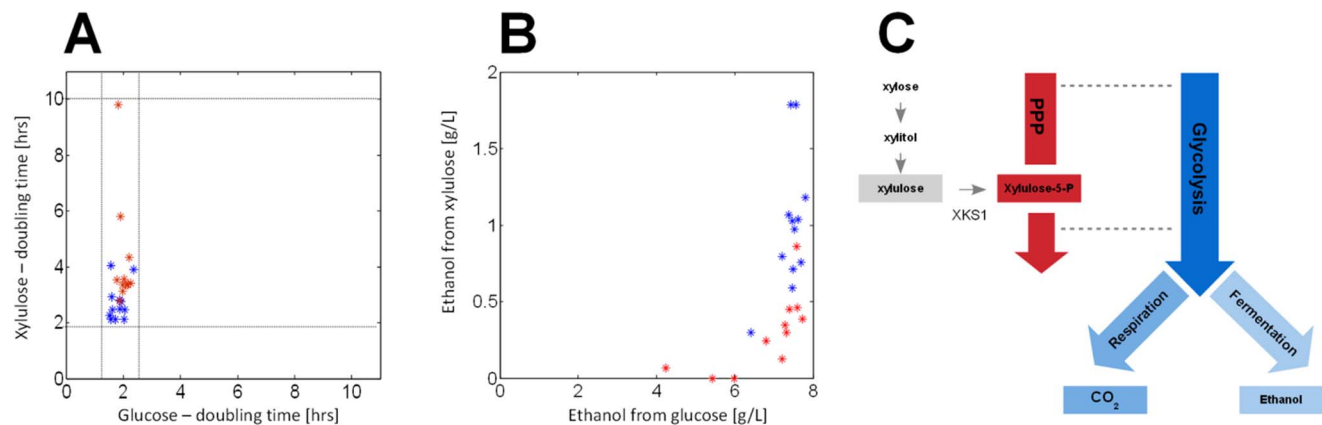 A
10
8
6
4
2
0
0
2
4
6
8
10
Xylulose – doubling time [hrs]
Glucose – doubling time [hrs]
B
2
1.5
1
0.5
0
0
2
4
6
8
Ethanol from xylulose [g/L]
Ethanol from glucose [g/L]
C
xylose
xylitol
xylulose
XKS1
PPP
Xylulose-5-P
Glycolysis
Respiration
Fermentation
CO₂
Ethanol